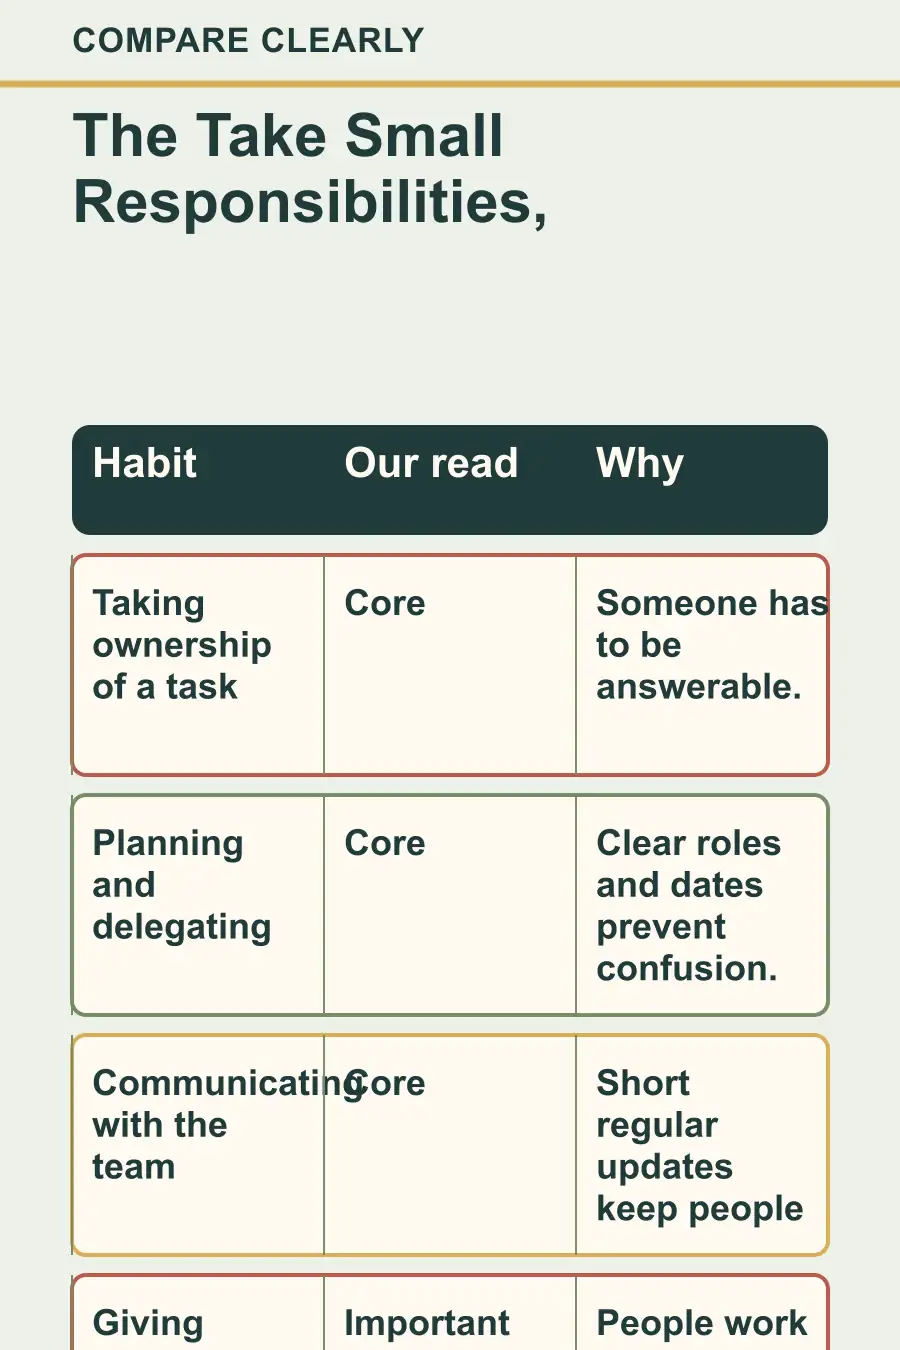 COMPARE CLEARLY
The Take Small
Responsibilities,
Habit
Our read
Why
Taking
ownership
of a task
Core
Someone has
to be
answerable.
Planning
and
delegating
Core
Clear roles
and dates
prevent
confusion.
Communicating
with the
team
Core
Short
regular
updates
keep people
Giving
Important
People work